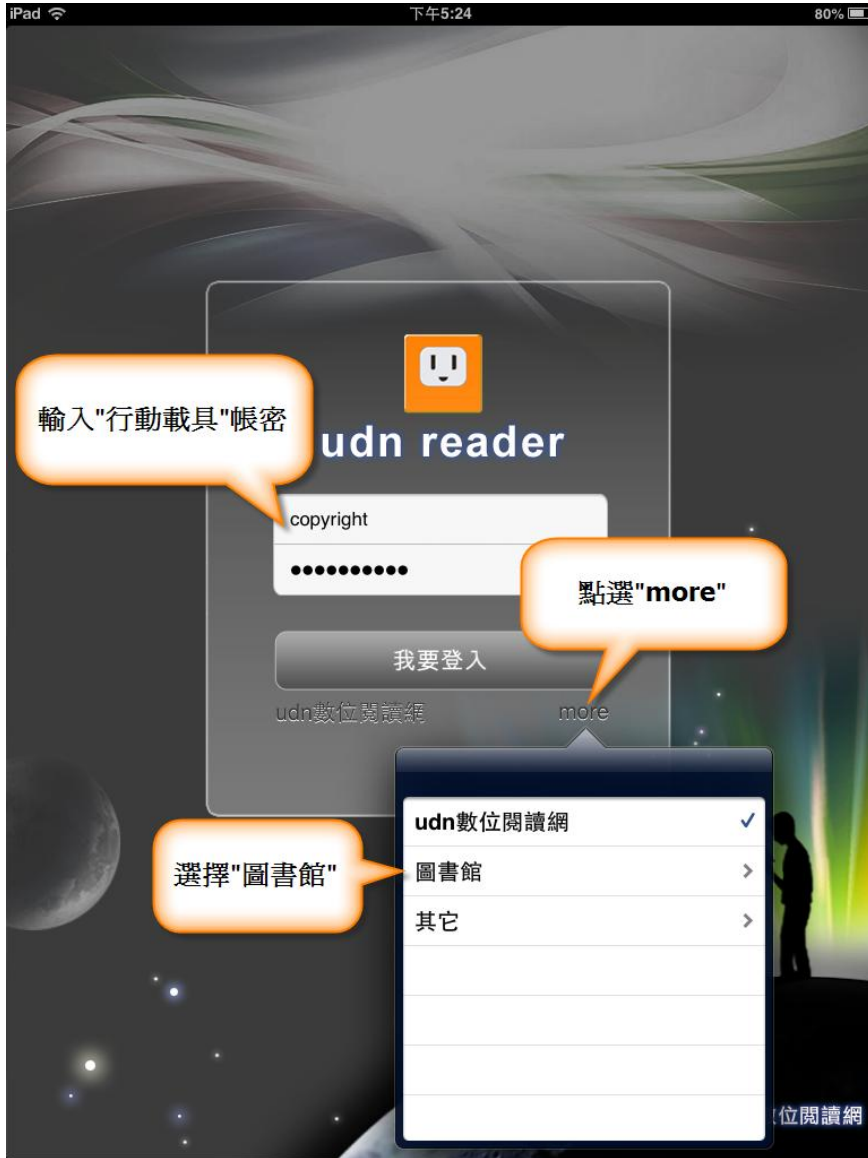 iPad 下午5:24 80%
輸入"行動載具"帳密
udn reader
copyright
••••••••••
點選"more"
我要登入
udn數位閱讀網 more
udn數位閱讀網
選擇"圖書館"
圖書館
其它
位閱讀網